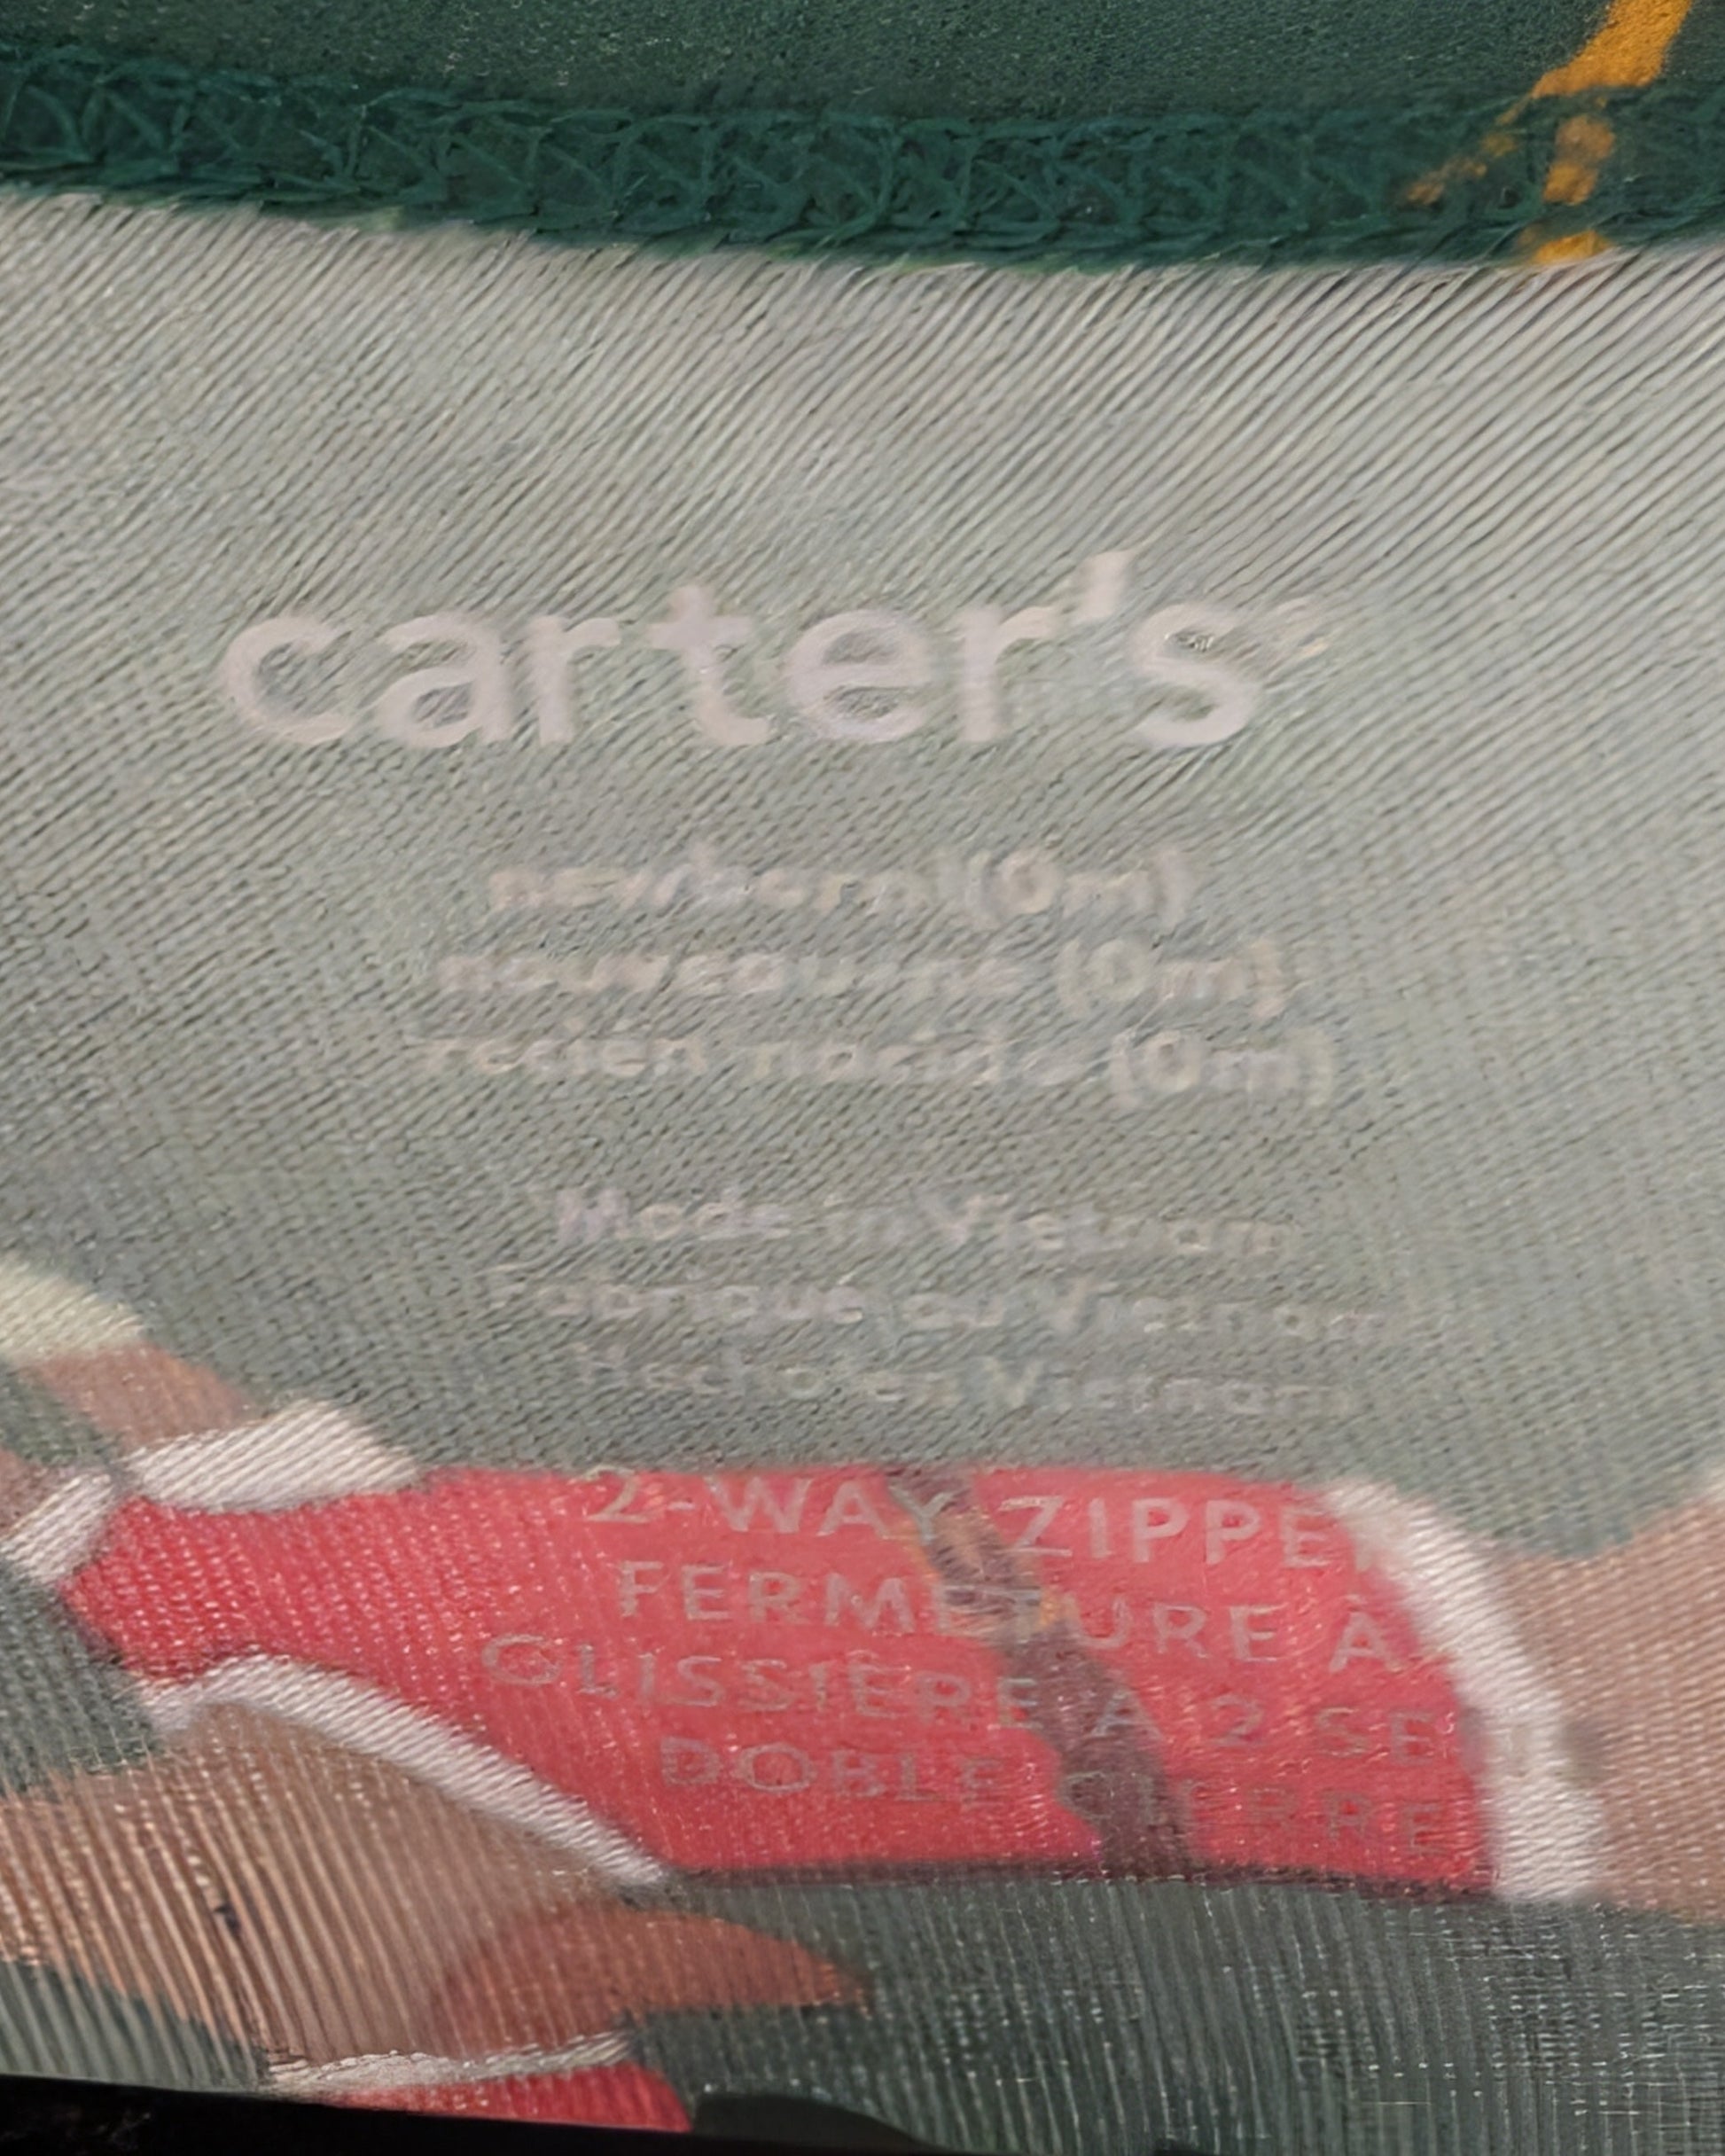 carter's
newborn (0m)
nouveau-né (0m)
recién nacido (0m)
Made in Vietnam
Fabriqué au Vietnam
Hecho en Vietnam
2-WAY ZIPPER
FERMETURE À
GLISSIÈRE À 2 SE
DOBLE CIERRE